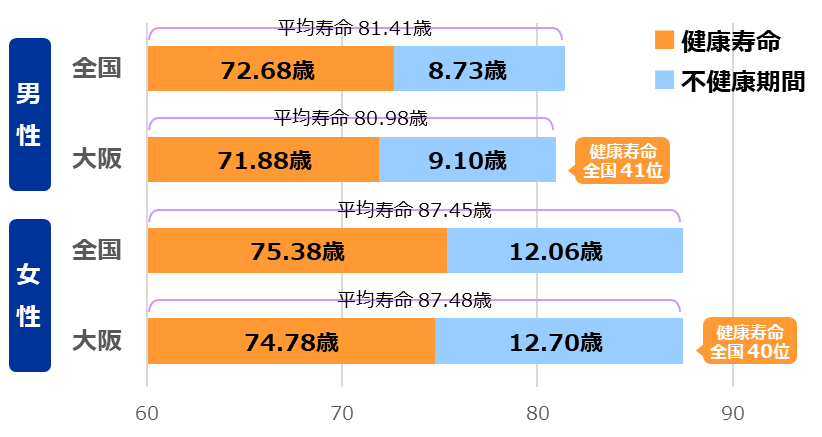 平均寿命 81.41歳
健康寿命
不健康期間
男性
全国
72.68歳
8.73歳
平均寿命 80.98歳
大阪
71.88歳
9.10歳
健康寿命
全国 41位
平均寿命 87.45歳
女性
全国
75.38歳
12.06歳
平均寿命 87.48歳
大阪
74.78歳
12.70歳
健康寿命
全国 40位
60
70
80
90